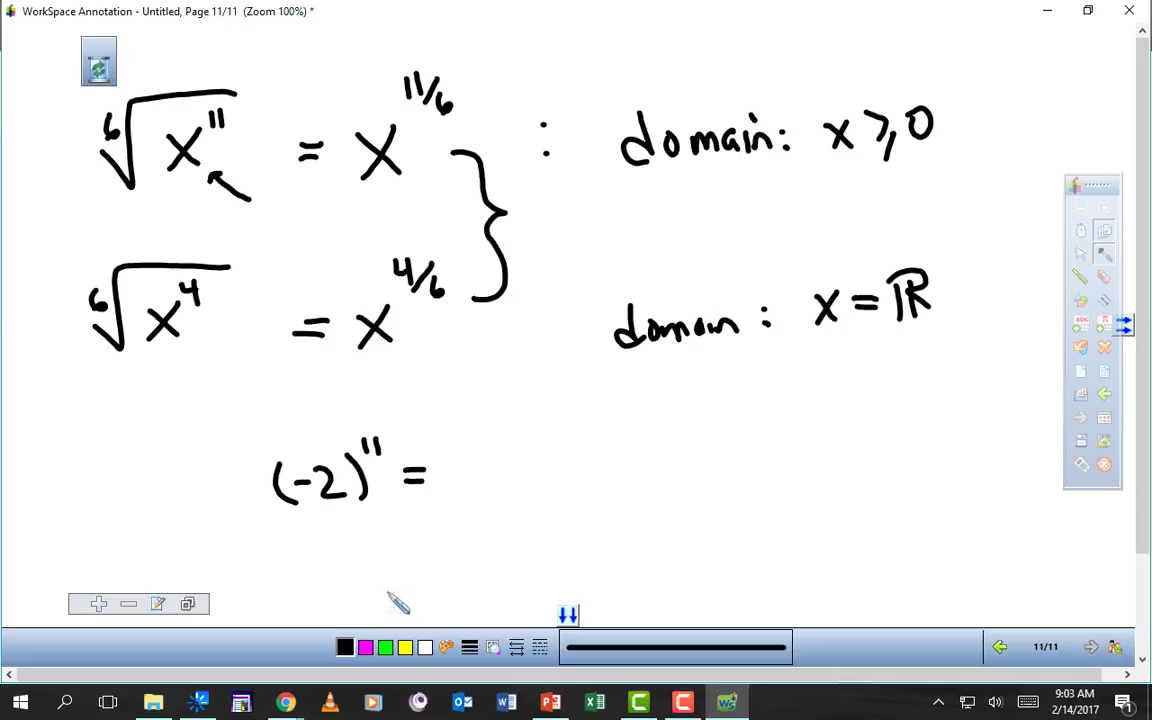 WorkSpace Annotation - Untitled, Page 11/11 (Zoom 100%) *
⁶√x¹¹ = x^11/6 : domain: x ≥ 0
⁶√x⁴ = x^4/6 domain: x = ℝ
(-2)¹¹ =
11/11
9:03 AM
2/14/2017